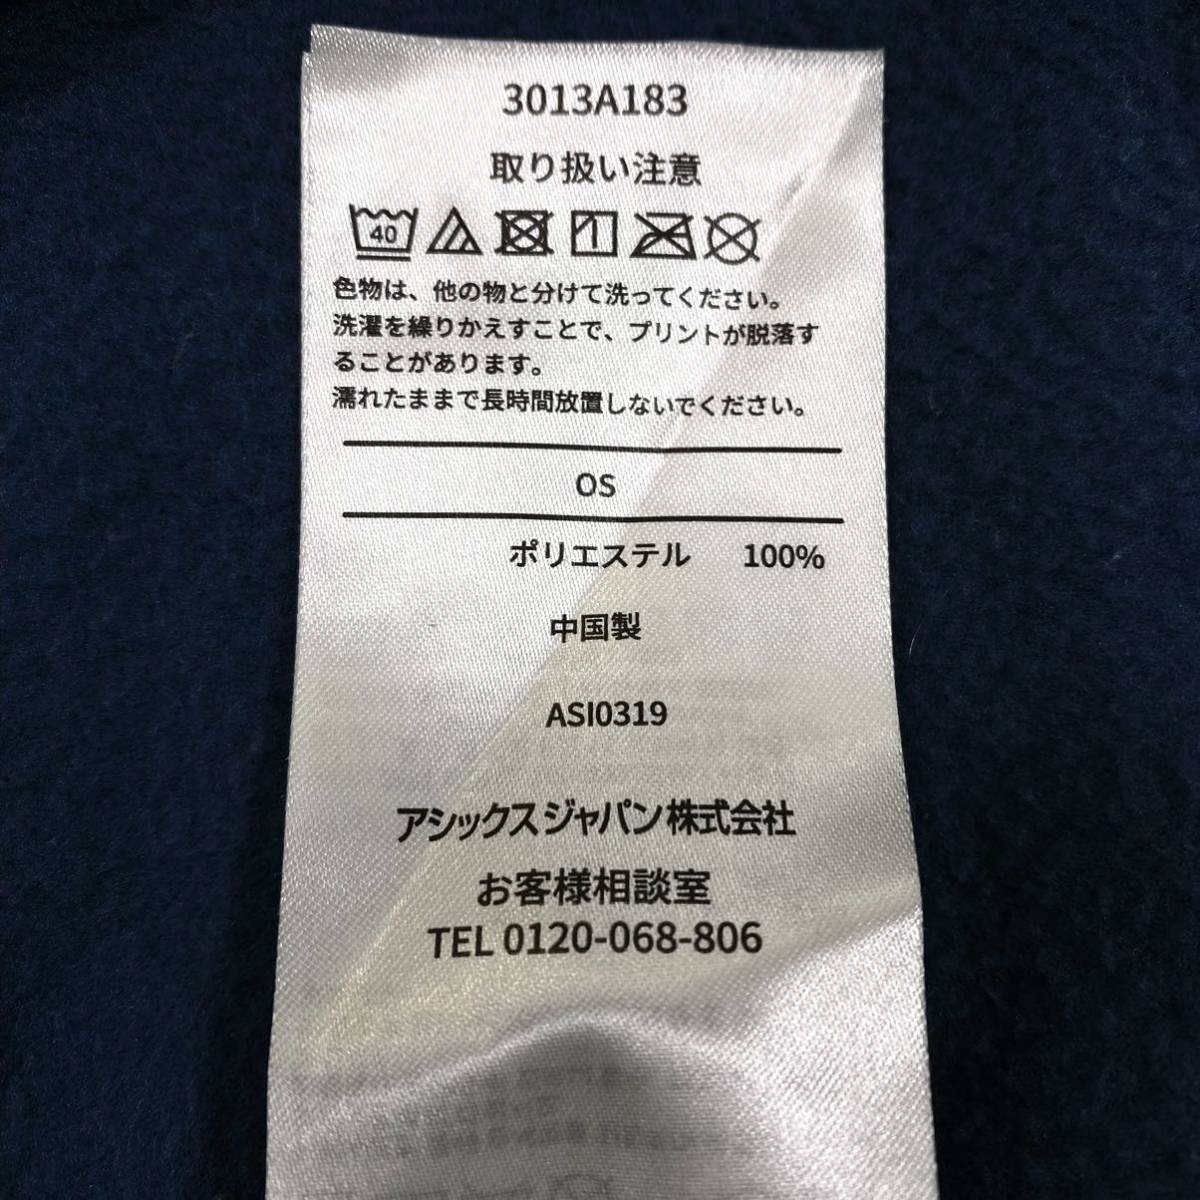 3013A183
取り扱い注意
40
色物は、他の物と分けて洗ってください。
洗濯を繰りかえすことで、プリントが脱落す
ることがあります。
濡れたままで長時間放置しないでください。
OS
ポリエステル 100%
中国製
ASI0319
アシックスジャパン株式会社
お客様相談室
TEL 0120-068-806